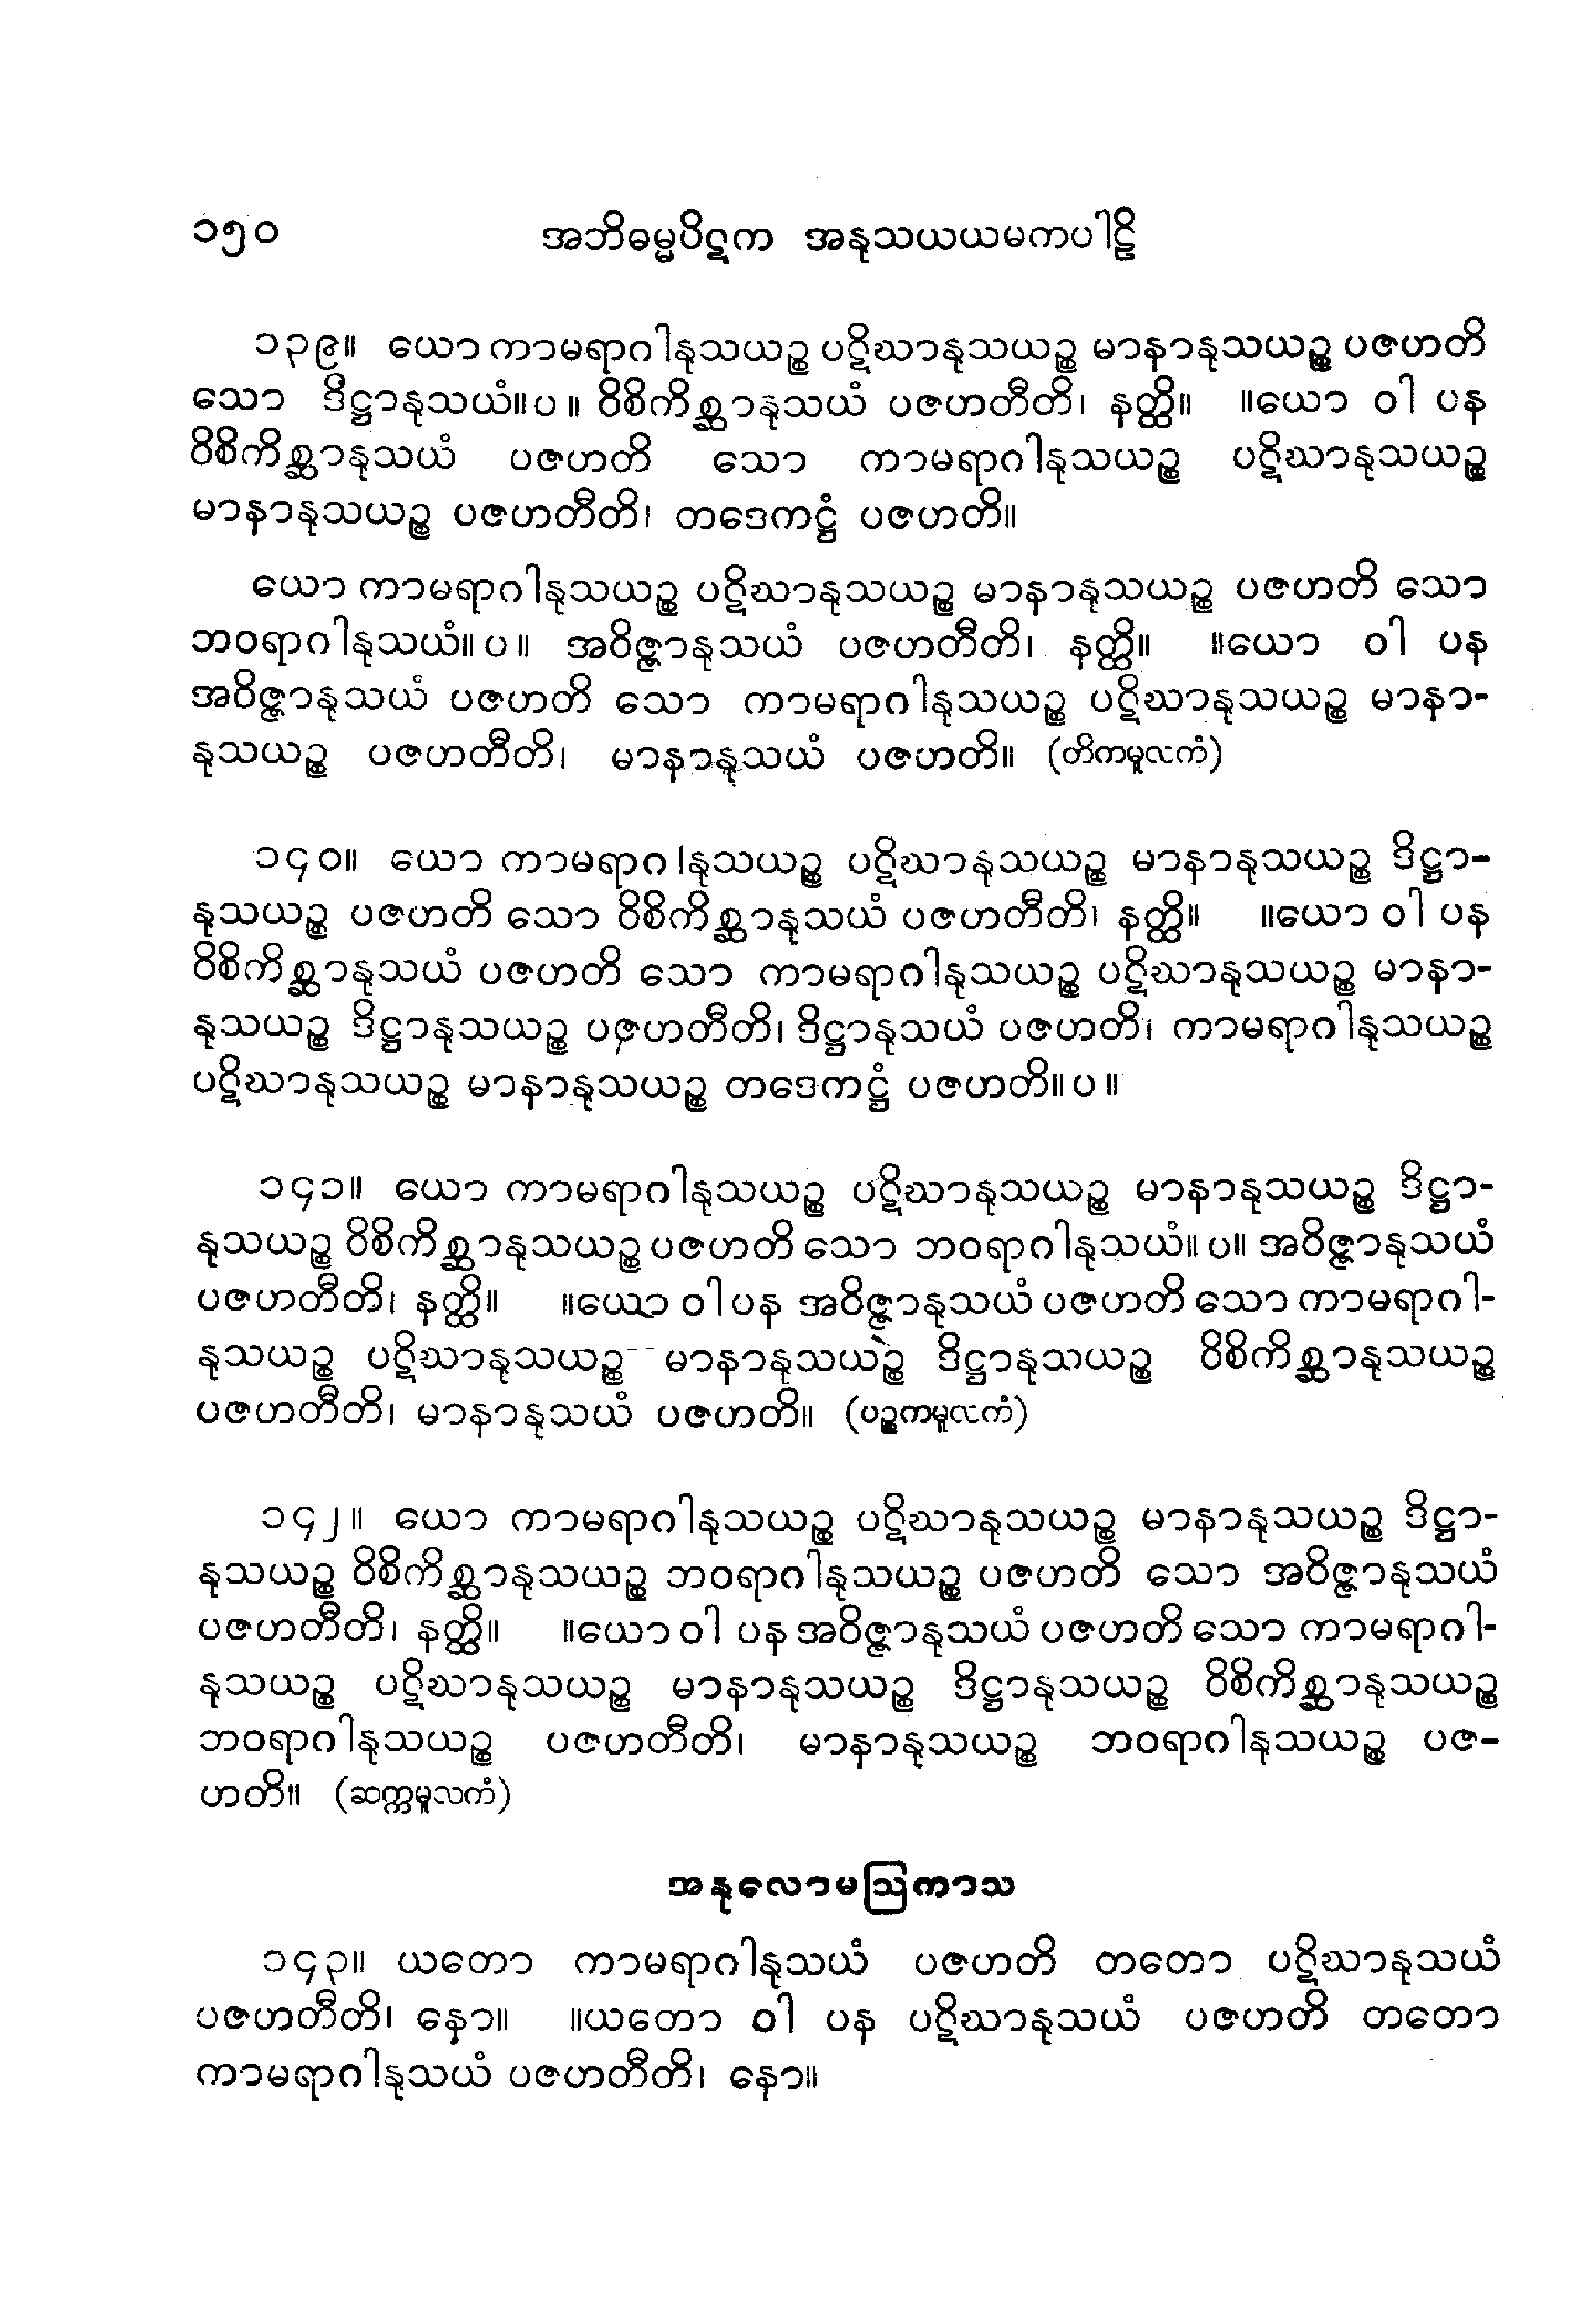 ၁၅၀ အဘိဓမ္မပိဋက အနုသယယမကပါဠိ
၁၃၉။ ယော ကာမရာဂါနုသယဉ္စ ပဋိဃာနုသယဉ္စ မာနာနုသယဉ္စ ပဇဟတိ
သော ဒိဋ္ဌာနုသယံ။ပ။ ဝိစိကိစ္ဆာနုသယံ ပဇဟတီတိ၊ နတ္ထိ။ ။ယော ဝါ ပန
ဝိစိကိစ္ဆာနုသယံ ပဇဟတိ သော ကာမရာဂါနုသယဉ္စ ပဋိဃာနုသယဉ္စ
မာနာနုသယဉ္စ ပဇဟတီတိ၊ တဒေကဋ္ဌံ ပဇဟတိ။
ယော ကာမရာဂါနုသယဉ္စ ပဋိဃာနုသယဉ္စ မာနာနုသယဉ္စ ပဇဟတိ သော
ဘဝရာဂါနုသယံ။ပ။ အဝိဇ္ဇာနုသယံ ပဇဟတီတိ၊ နတ္ထိ။ ။ယော ဝါ ပန
အဝိဇ္ဇာနုသယံ ပဇဟတိ သော ကာမရာဂါနုသယဉ္စ ပဋိဃာနုသယဉ္စ မာနာ-
နုသယဉ္စ ပဇဟတီတိ၊ မာနာနုသယံ ပဇဟတိ။ (တိကမူလကံ)
၁၄၀။ ယော ကာမရာဂါနုသယဉ္စ ပဋိဃာနုသယဉ္စ မာနာနုသယဉ္စ ဒိဋ္ဌာ-
နုသယဉ္စ ပဇဟတိ သော ဝိစိကိစ္ဆာနုသယံ ပဇဟတီတိ၊ နတ္ထိ။ ။ယော ဝါ ပန
ဝိစိကိစ္ဆာနုသယံ ပဇဟတိ သော ကာမရာဂါနုသယဉ္စ ပဋိဃာနုသယဉ္စ မာနာ-
နုသယဉ္စ ဒိဋ္ဌာနုသယဉ္စ ပဇဟတီတိ၊ ဒိဋ္ဌာနုသယံ ပဇဟတိ၊ ကာမရာဂါနုသယဉ္စ
ပဋိဃာနုသယဉ္စ မာနာနုသယဉ္စ တဒေကဋ္ဌံ ပဇဟတိ။ပ။
၁၄၁။ ယော ကာမရာဂါနုသယဉ္စ ပဋိဃာနုသယဉ္စ မာနာနုသယဉ္စ ဒိဋ္ဌာ-
နုသယဉ္စ ဝိစိကိစ္ဆာနုသယဉ္စ ပဇဟတိ သော ဘဝရာဂါနုသယံ။ပ။ အဝိဇ္ဇာနုသယံ
ပဇဟတီတိ၊ နတ္ထိ။ ။ယော ဝါ ပန အဝိဇ္ဇာနုသယံ ပဇဟတိ သော ကာမရာဂါ-
နုသယဉ္စ ပဋိဃာနုသယဉ္စ မာနာနုသယဉ္စ ဒိဋ္ဌာနုသယဉ္စ ဝိစိကိစ္ဆာနုသယဉ္စ
ပဇဟတီတိ၊ မာနာနုသယံ ပဇဟတိ။ (ပဉ္စကမူလကံ)
၁၄၂။ ယော ကာမရာဂါနုသယဉ္စ ပဋိဃာနုသယဉ္စ မာနာနုသယဉ္စ ဒိဋ္ဌာ-
နုသယဉ္စ ဝိစိကိစ္ဆာနုသယဉ္စ ဘဝရာဂါနုသယဉ္စ ပဇဟတိ သော အဝိဇ္ဇာနုသယံ
ပဇဟတီတိ၊ နတ္ထိ။ ။ယော ဝါ ပန အဝိဇ္ဇာနုသယံ ပဇဟတိ သော ကာမရာဂါ-
နုသယဉ္စ ပဋိဃာနုသယဉ္စ မာနာနုသယဉ္စ ဒိဋ္ဌာနုသယဉ္စ ဝိစိကိစ္ဆာနုသယဉ္စ
ဘဝရာဂါနုသယဉ္စ ပဇဟတီတိ၊ မာနာနုသယဉ္စ ဘဝရာဂါနုသယဉ္စ ပဇ-
ဟတိ။ (ဆက္ကမူလကံ)
အနုလောမဩကာသ
၁၄၃။ ယတော ကာမရာဂါနုသယံ ပဇဟတိ တတော ပဋိဃာနုသယံ
ပဇဟတီတိ၊ နော။ ။ယတော ဝါ ပန ပဋိဃာနုသယံ ပဇဟတိ တတော
ကာမရာဂါနုသယံ ပဇဟတီတိ၊ နော။